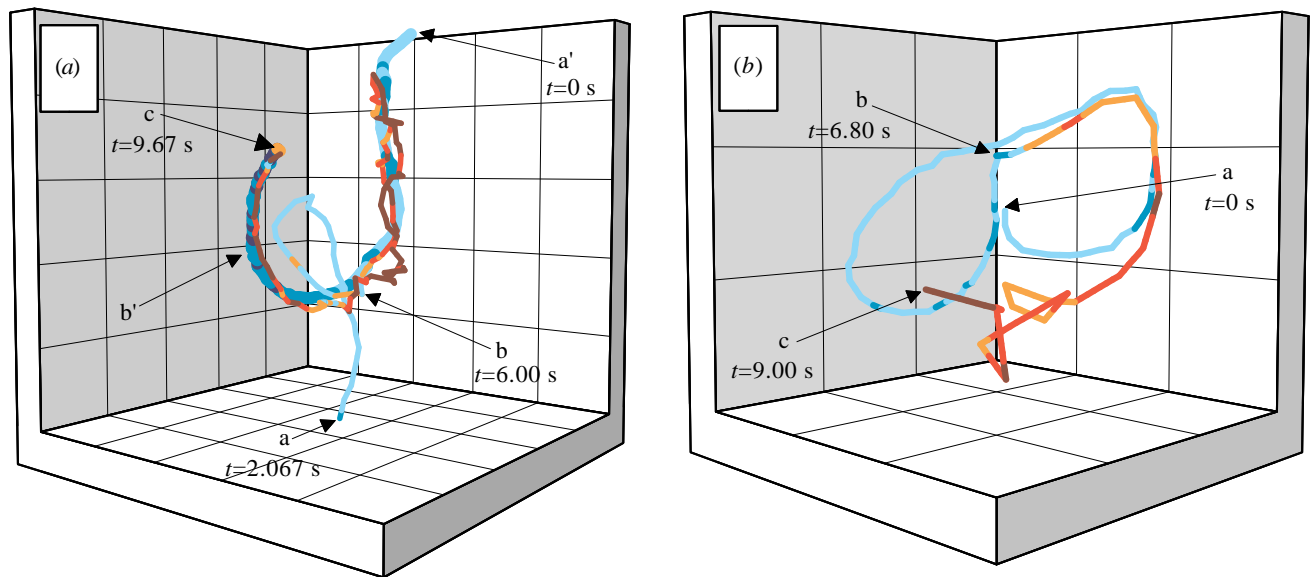 (a)
a'
t=0 s
c
t=9.67 s
b'
b
t=6.00 s
a
t=2.067 s
(b)
b
t=6.80 s
a
t=0 s
c
t=9.00 s